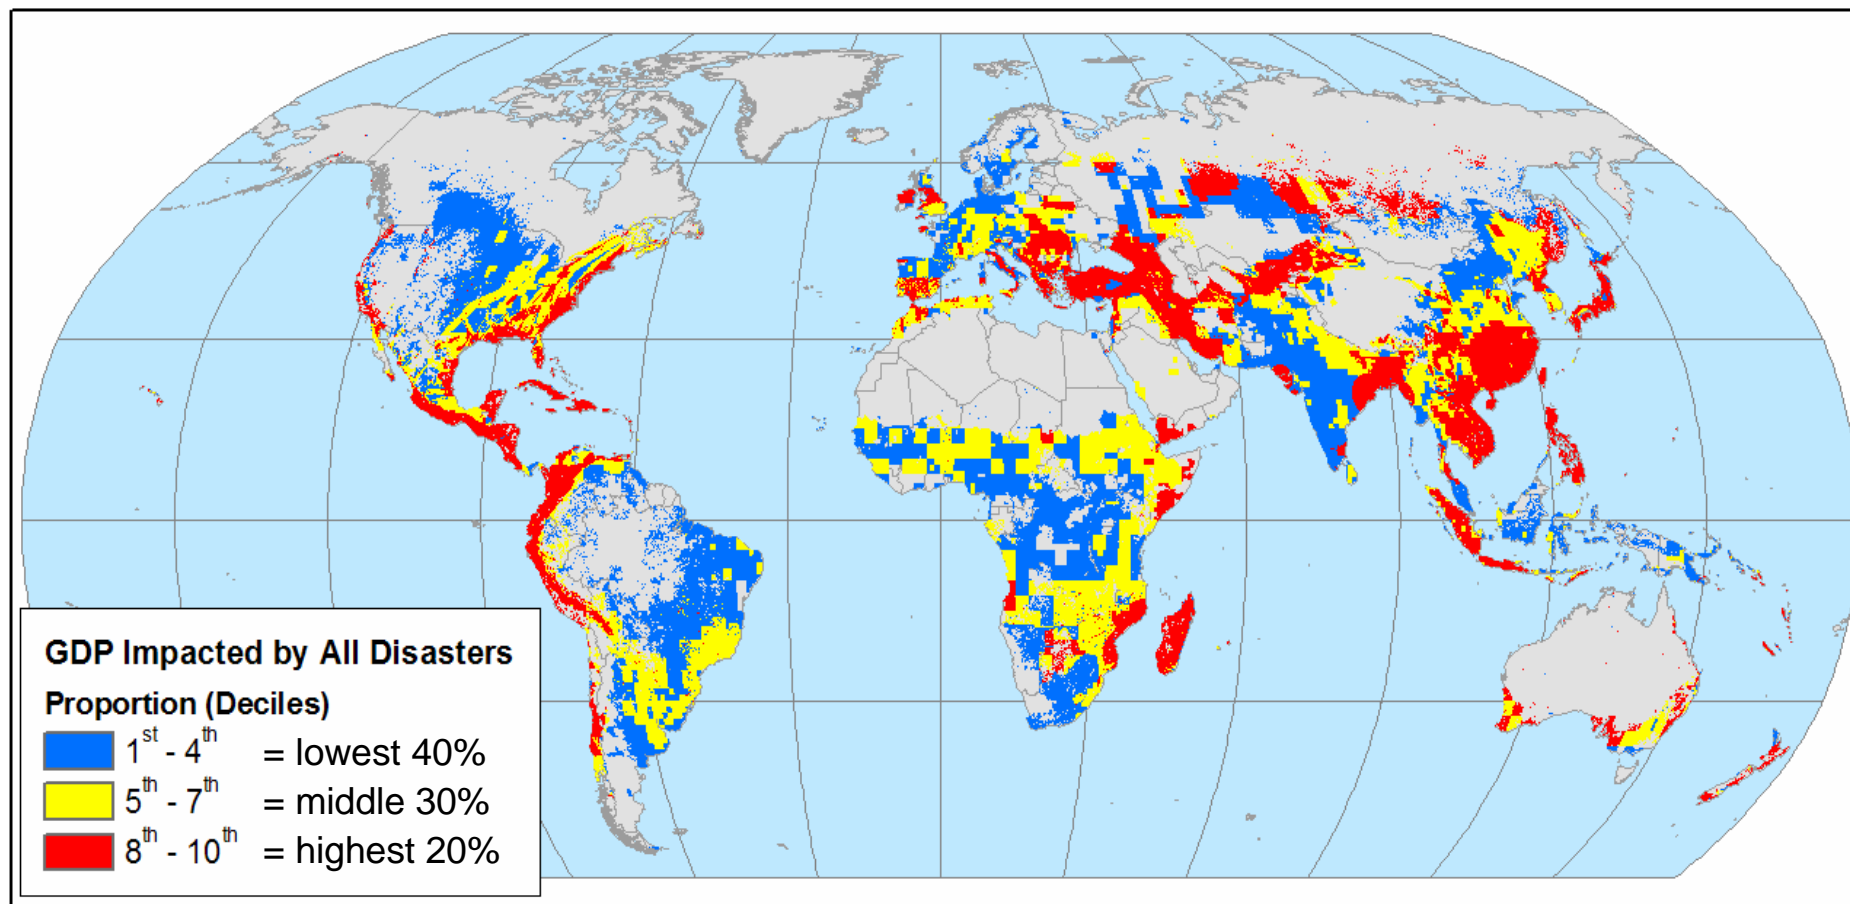 GDP Impacted by All Disasters
Proportion (Deciles)
1st - 4th = lowest 40%
5th - 7th = middle 30%
8th - 10th = highest 20%